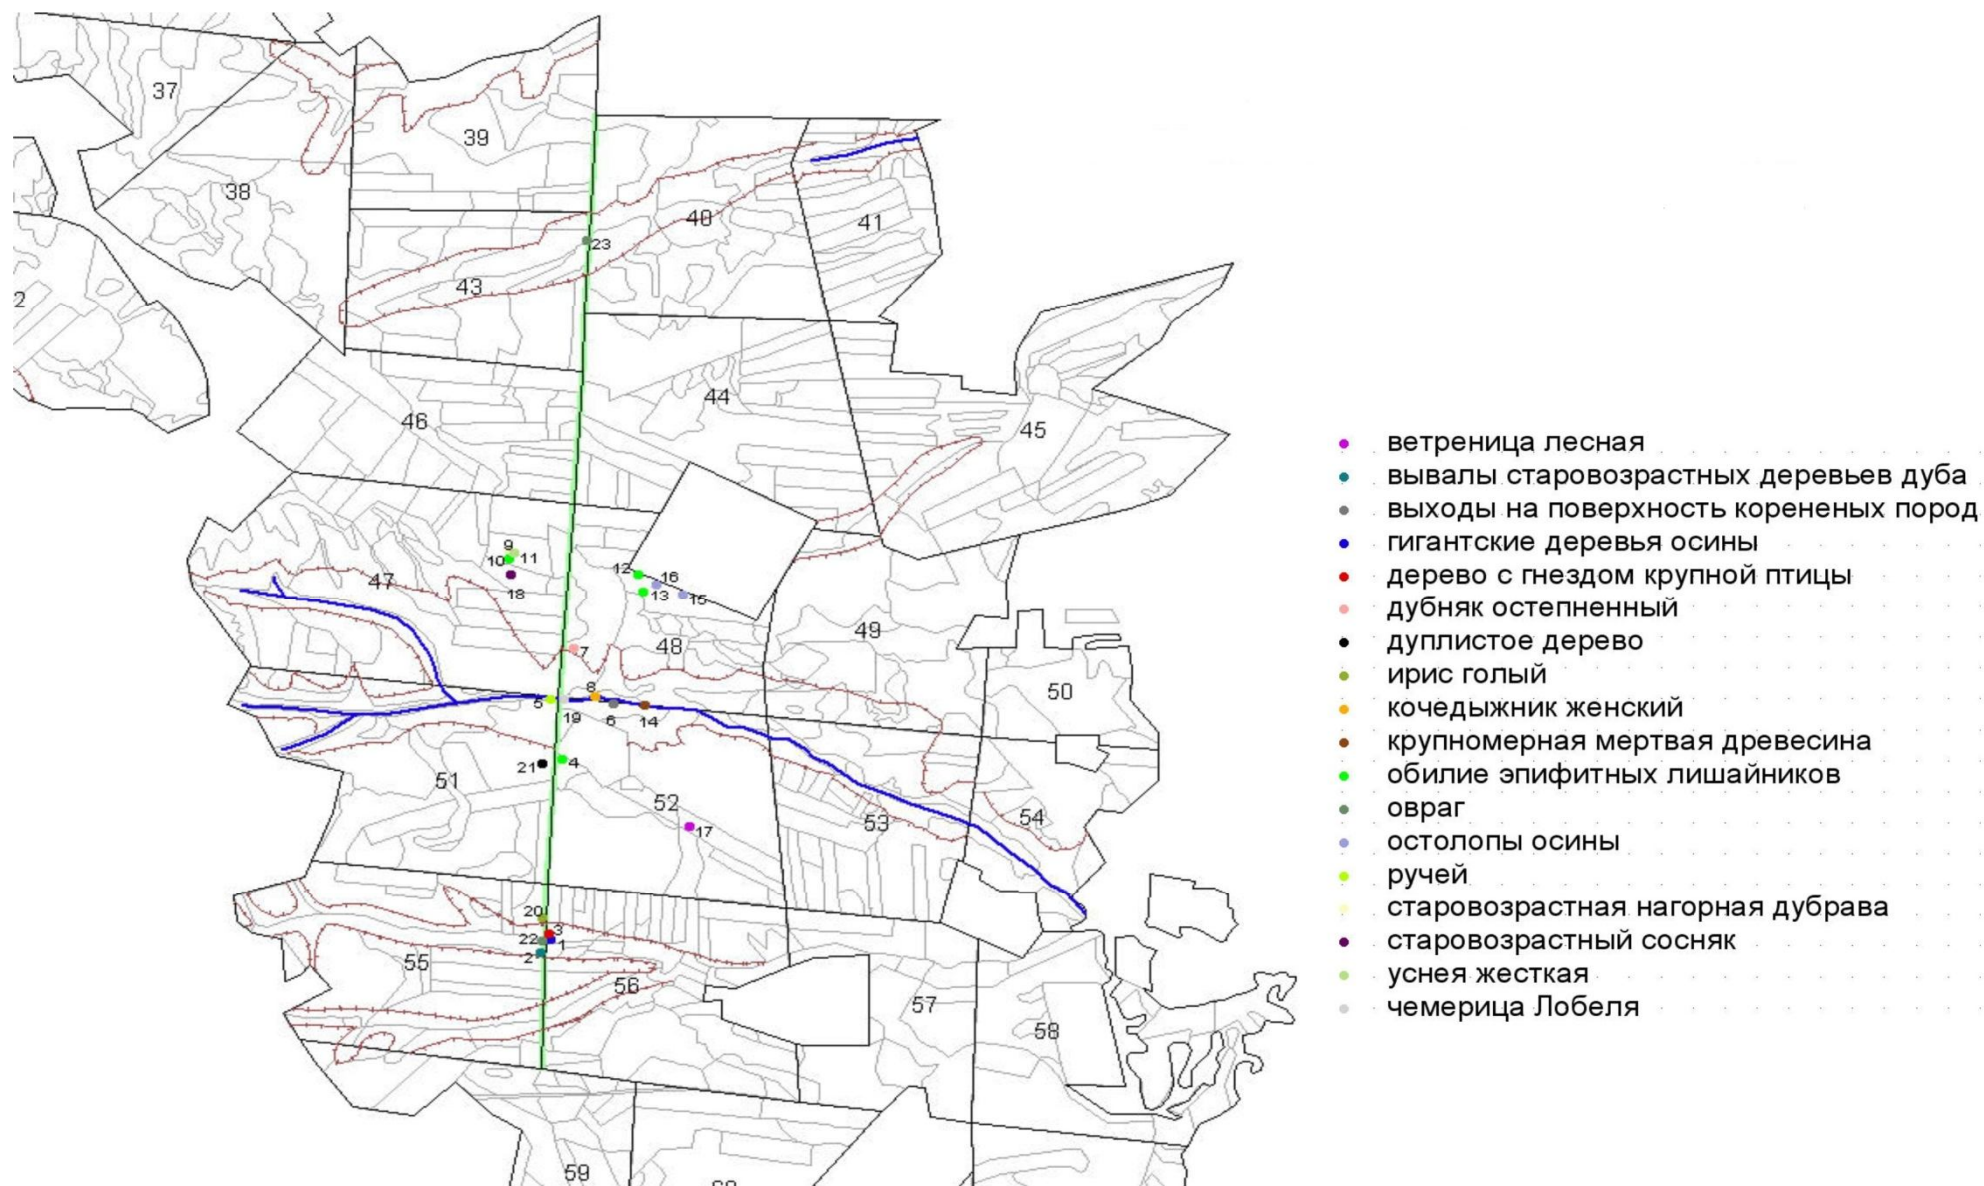 37
39
38
40
41
23
43
2
44
46
45
9
10
11
12
16
47
18
13
15
49
7
48
8
50
5
19
6
14
21
4
51
52
17
53
54
20
3
22
1
2
55
56
57
58
59
ветреница лесная
вывалы старовозрастных деревьев дуба
выходы на поверхность корененых пород
гигантские деревья осины
дерево с гнездом крупной птицы
дубняк остепненный
дуплистое дерево
ирис голый
кочедыжник женский
крупномерная мертвая древесина
обилие эпифитных лишайников
овраг
остолопы осины
ручей
старовозрастная нагорная дубрава
старовозрастный сосняк
уснея жесткая
чемерица Лобеля